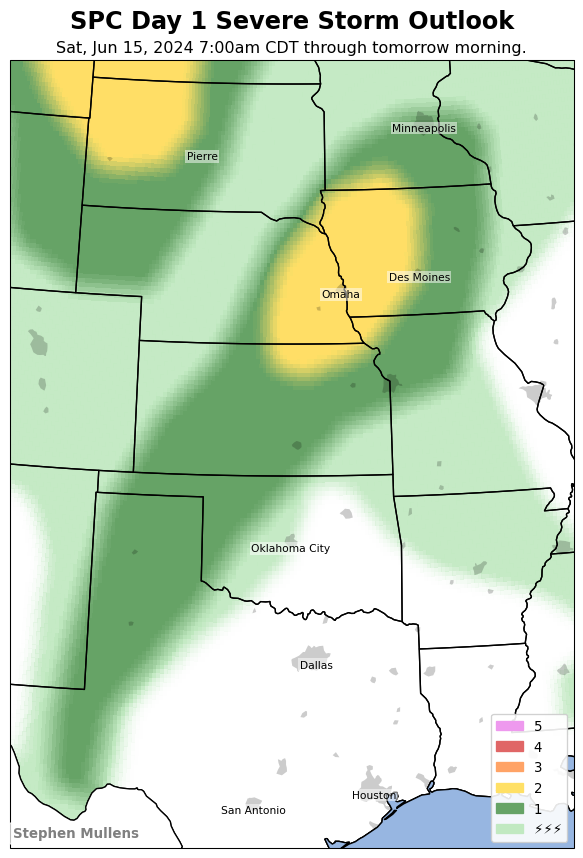 SPC Day 1 Severe Storm Outlook
Sat, Jun 15, 2024 7:00am CDT through tomorrow morning.
Minneapolis
Pierre
Des Moines
Omaha
Oklahoma City
Dallas
Houston
San Antonio
5
4
3
2
1
⚡⚡⚡
Stephen Mullens